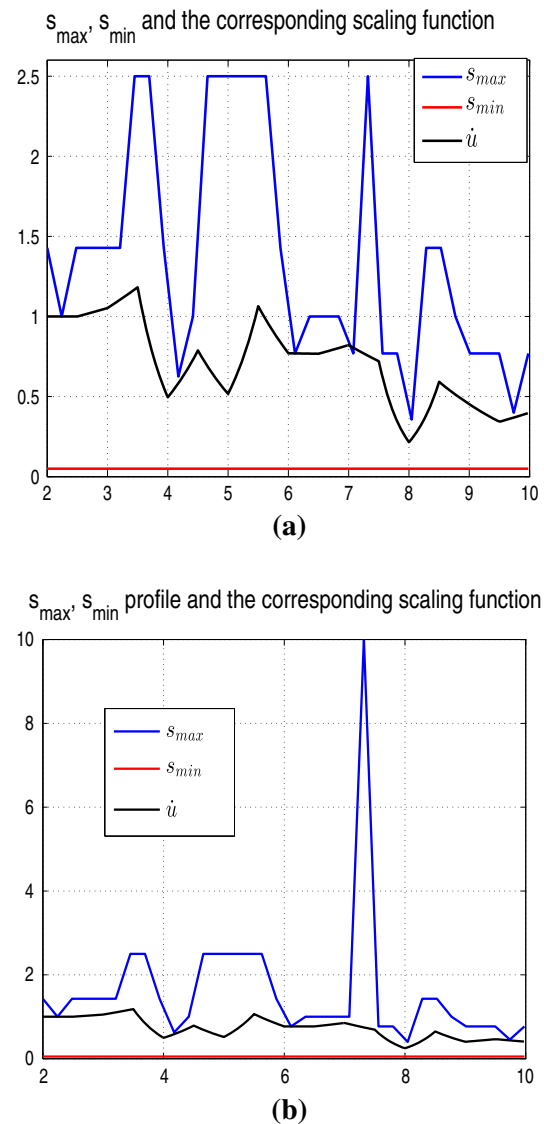 s_max, s_min and the corresponding scaling function
2.5
2
1.5
1
0.5
0
s_max
s_min
u̇
2 3 4 5 6 7 8 9 10
(a)
s_max, s_min profile and the corresponding scaling function
10
8
6
4
2
0
s_max
s_min
u̇
2 4 6 8 10
(b)